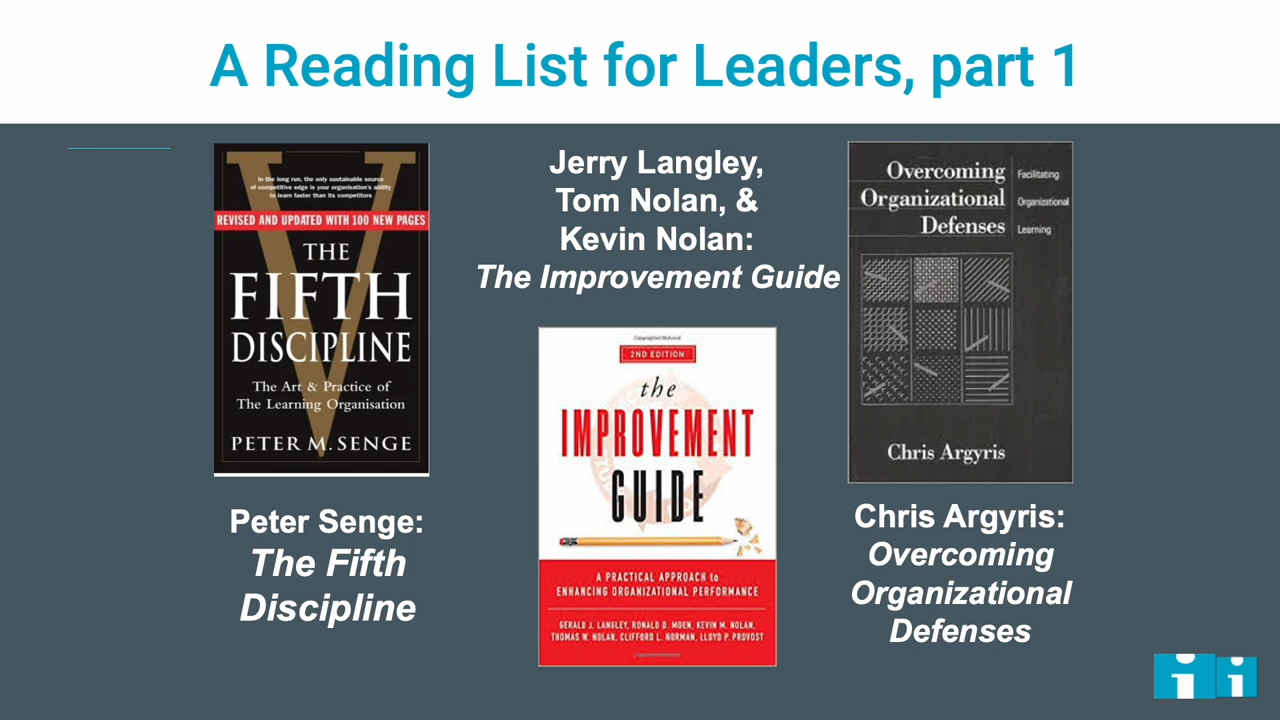 A Reading List for Leaders, part 1
In the long run, the only sustainable source
of competitive edge is your organisation's ability
to learn faster than its competitors
REVISED AND UPDATED WITH 100 NEW PAGES
THE
FIFTH
DISCIPLINE
The Art & Practice of
The Learning Organisation
PETER M. SENGE
Peter Senge:
The Fifth
Discipline
Jerry Langley,
Tom Nolan, &
Kevin Nolan:
The Improvement Guide
Copyrighted Material
2ND EDITION
the
IMPROVEMENT
GUIDE
A PRACTICAL APPROACH to
ENHANCING ORGANIZATIONAL PERFORMANCE
GERALD J. LANGLEY, RONALD D. MOEN, KEVIN M. NOLAN,
THOMAS W. NOLAN, CLIFFORD L. NORMAN, LLOYD P. PROVOST
Overcoming
Organizational
Defenses
Facilitating
Organizational
Learning
Chris Argyris
Chris Argyris:
Overcoming
Organizational
Defenses